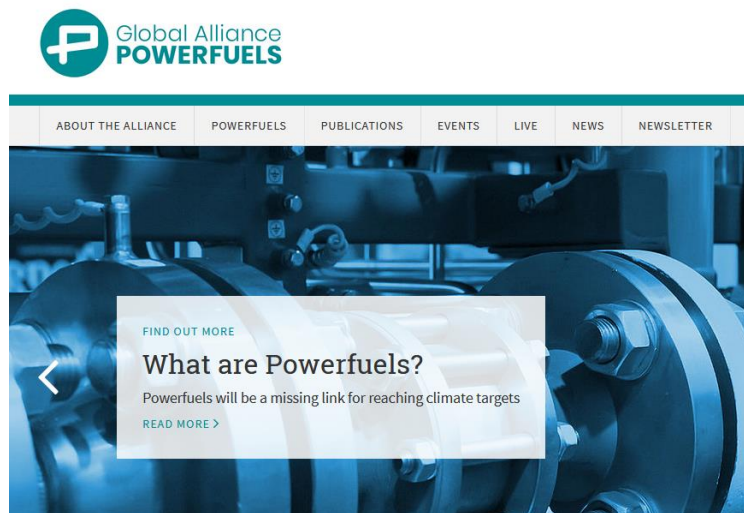 Global Alliance
POWERFUELS
ABOUT THE ALLIANCE POWERFUELS PUBLICATIONS EVENTS LIVE NEWS NEWSLETTER
FIND OUT MORE
What are Powerfuels?
Powerfuels will be a missing link for reaching climate targets
READ MORE >